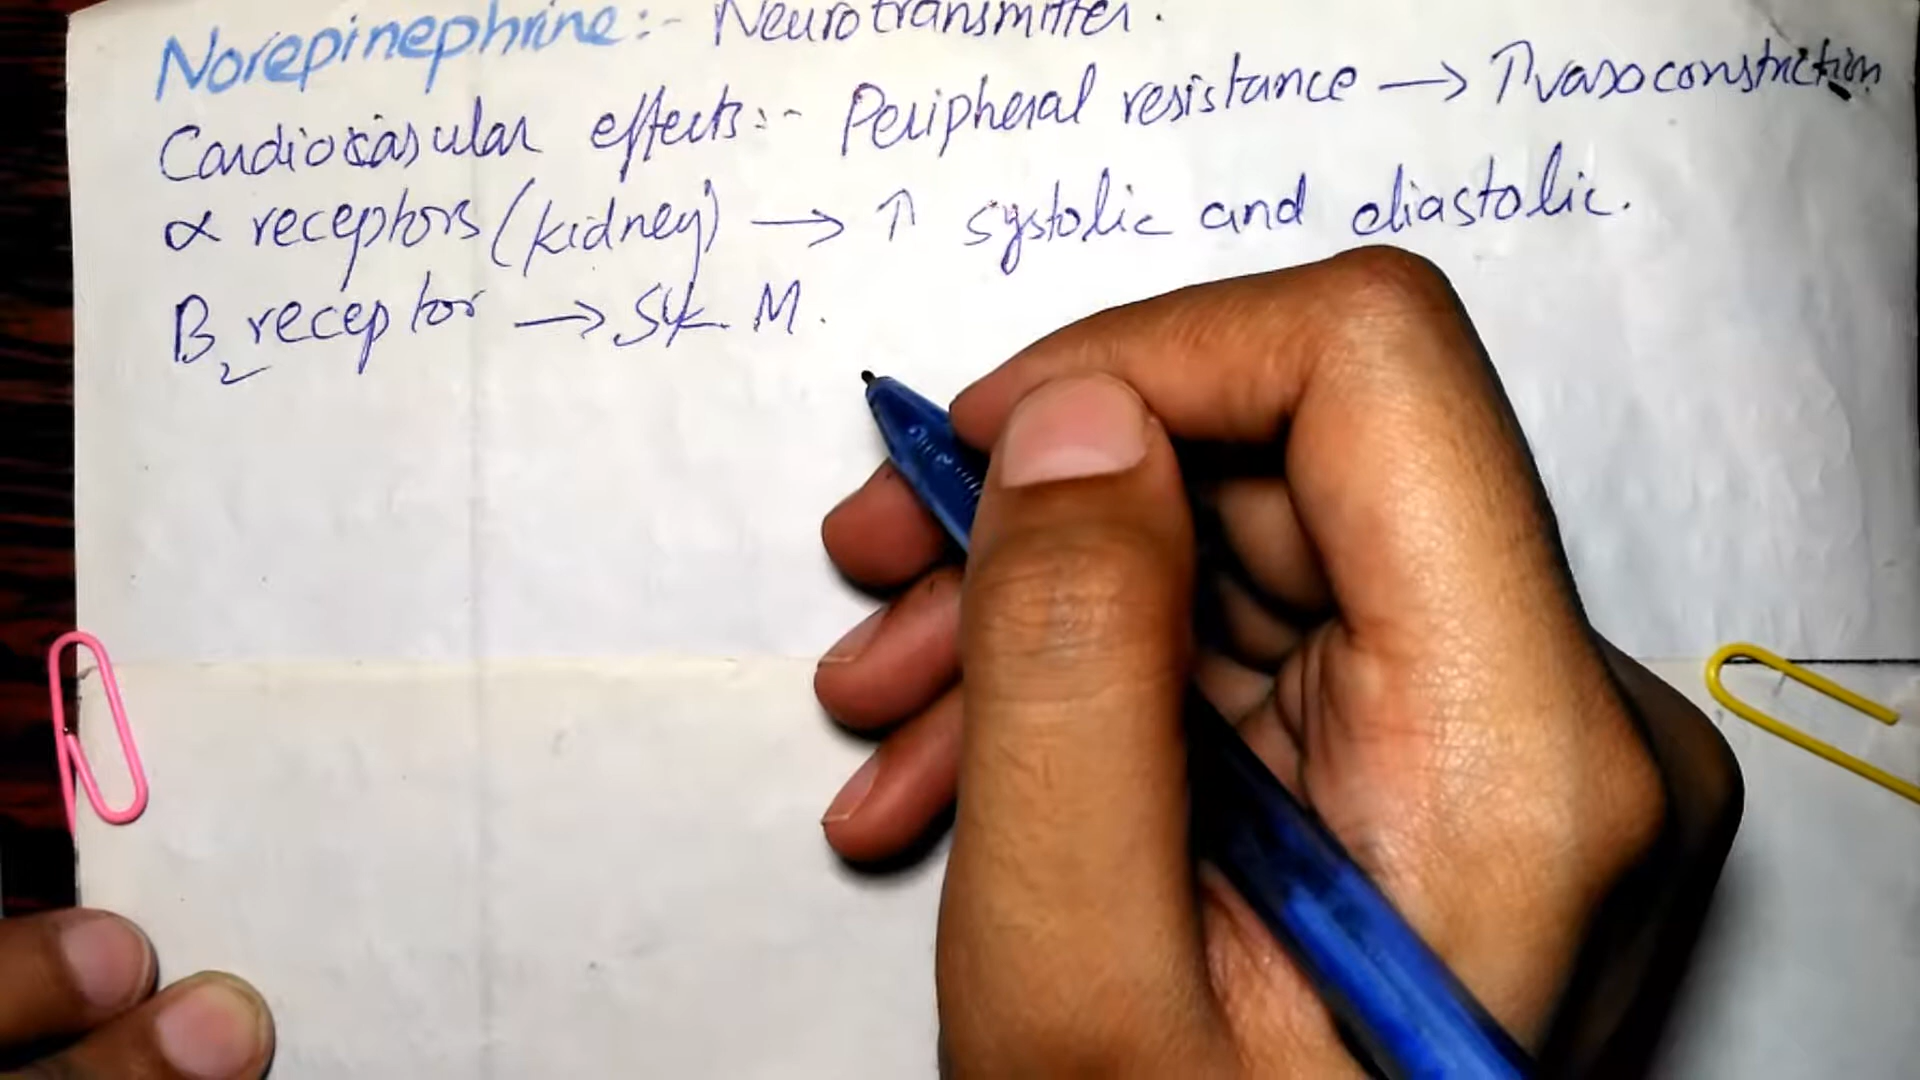 Norepinephrine:- Neurotransmitter.
Cardiovascular effects:- Peripheral resistance → ↑vasoconstriction
α receptors (kidney) → ↑ systolic and diastolic.
B2 receptor → Sk M.